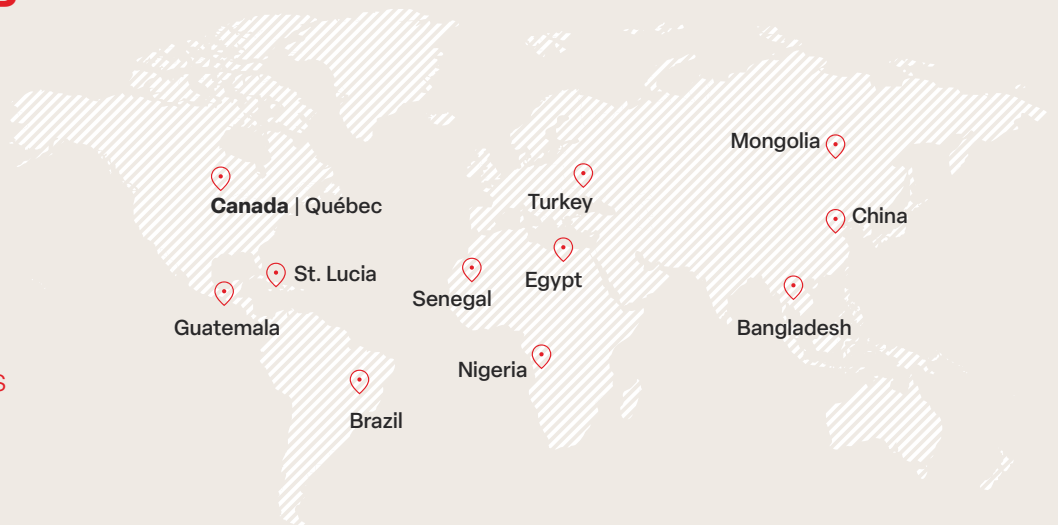 Mongolia
Turkey
Canada | Québec
China
St. Lucia
Egypt
Senegal
Guatemala
Bangladesh
Nigeria
s
Brazil